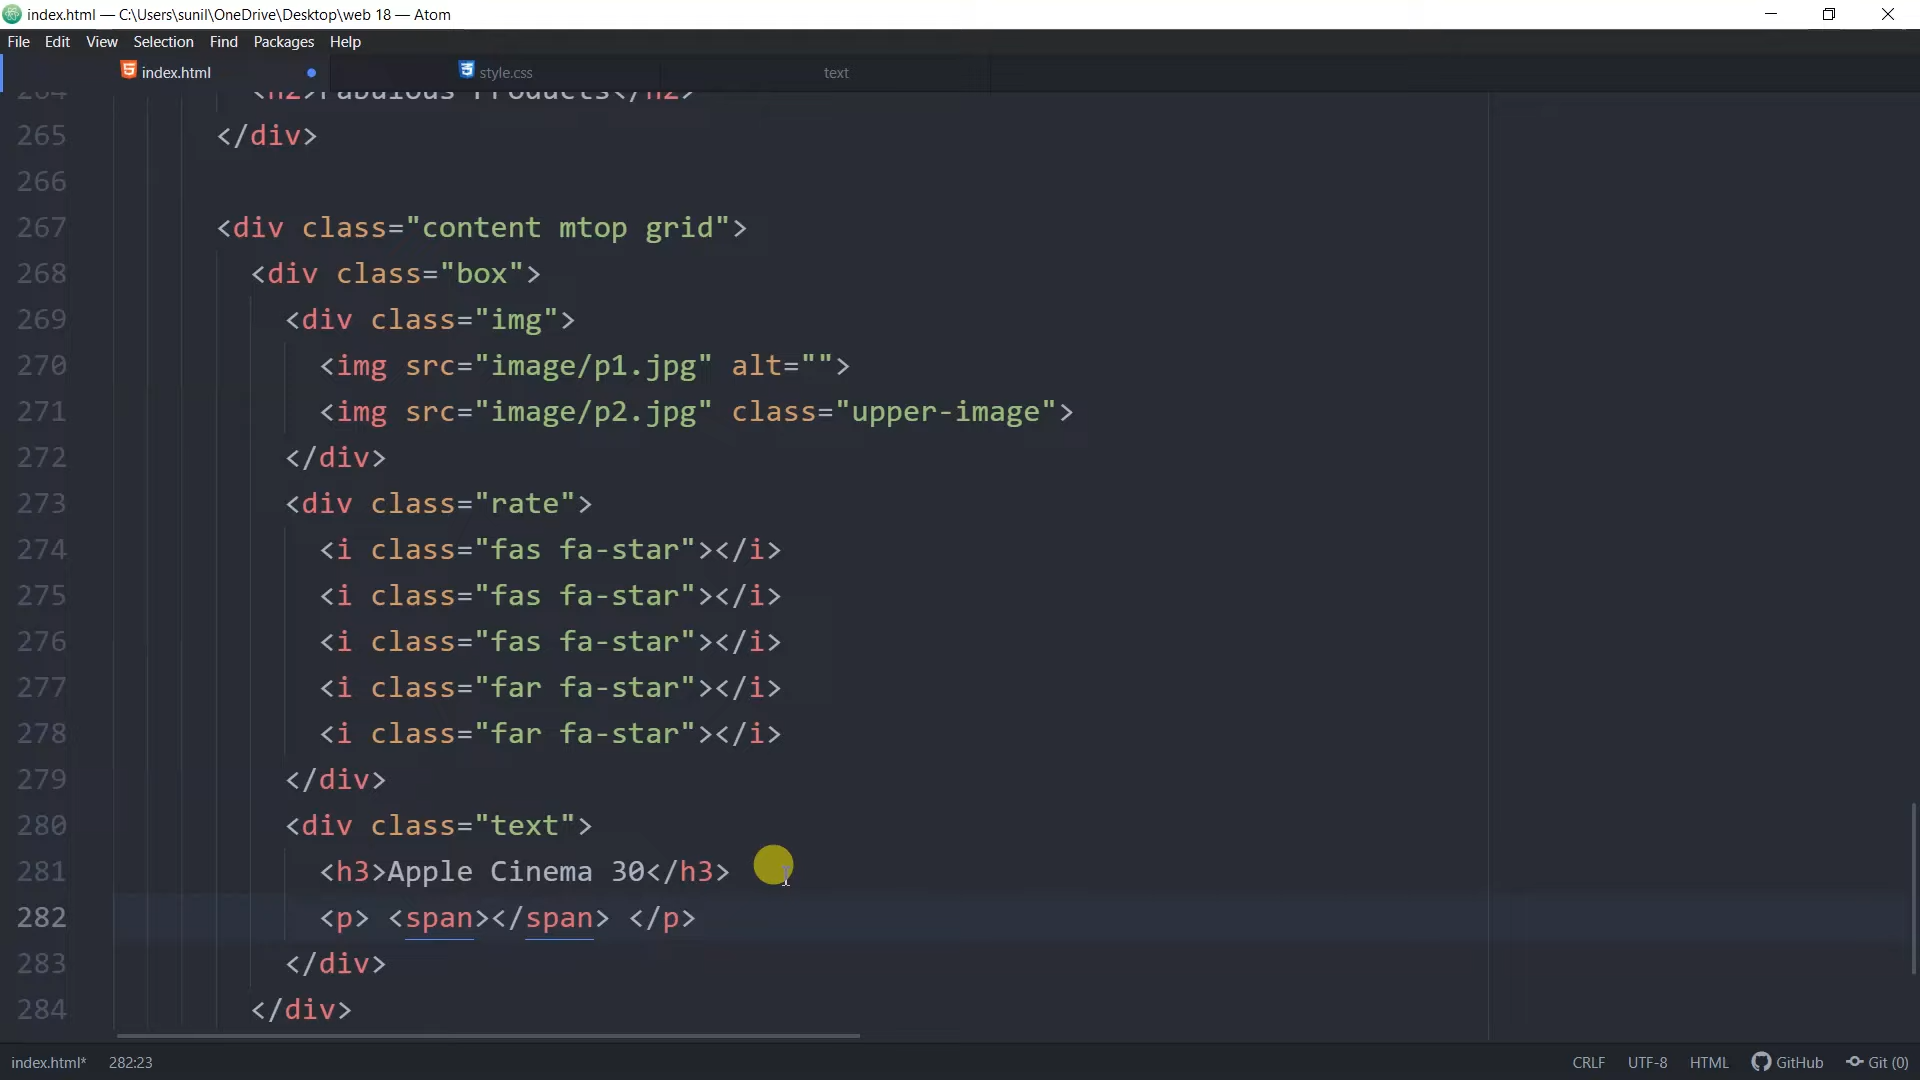 index.html — C:\Users\sunil\OneDrive\Desktop\web 18 — Atom
File Edit View Selection Find Packages Help
index.html style.css text
264 <h2>Fabulous Products</h2>
265 </div>
266
267 <div class="content mtop grid">
268 <div class="box">
269 <div class="img">
270 <img src="image/p1.jpg" alt="">
271 <img src="image/p2.jpg" class="upper-image">
272 </div>
273 <div class="rate">
274 <i class="fas fa-star"></i>
275 <i class="fas fa-star"></i>
276 <i class="fas fa-star"></i>
277 <i class="far fa-star"></i>
278 <i class="far fa-star"></i>
279 </div>
280 <div class="text">
281 <h3>Apple Cinema 30</h3>
282 <p> <span></span> </p>
283 </div>
284 </div>
index.html* 282:23 CRLF UTF-8 HTML GitHub Git (0)